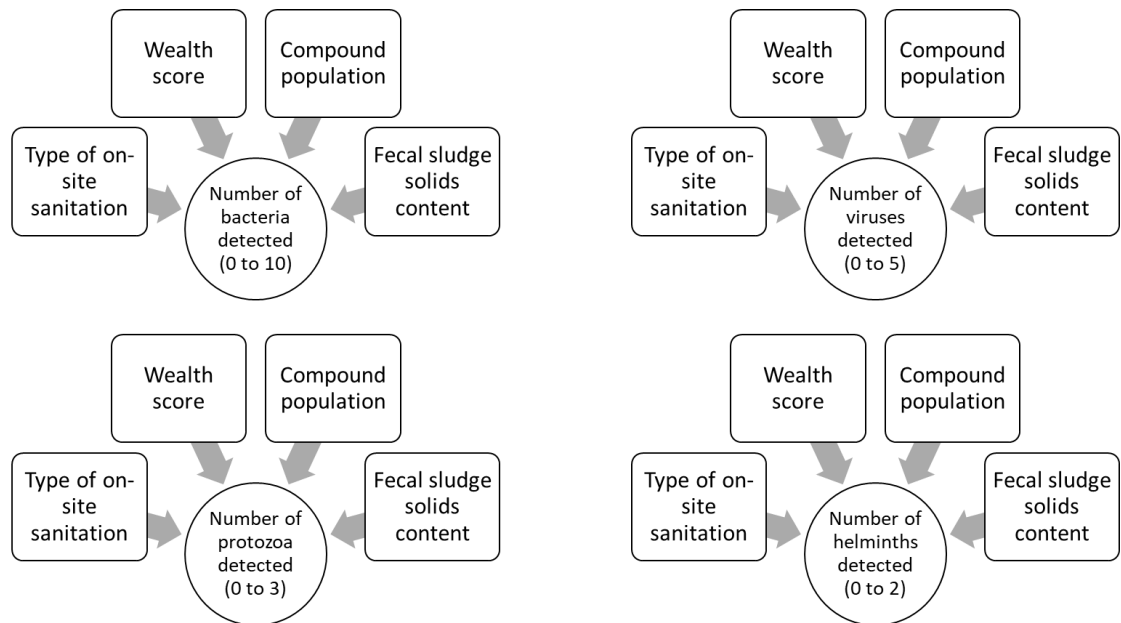 Wealth
score
Compound
population
Type of on-
site
sanitation
Fecal sludge
solids
content
Number of
bacteria
detected
(0 to 10)
Wealth
score
Compound
population
Type of on-
site
sanitation
Fecal sludge
solids
content
Number of
viruses
detected
(0 to 5)
Wealth
score
Compound
population
Type of on-
site
sanitation
Fecal sludge
solids
content
Number of
protozoa
detected
(0 to 3)
Wealth
score
Compound
population
Type of on-
site
sanitation
Fecal sludge
solids
content
Number of
helminths
detected
(0 to 2)